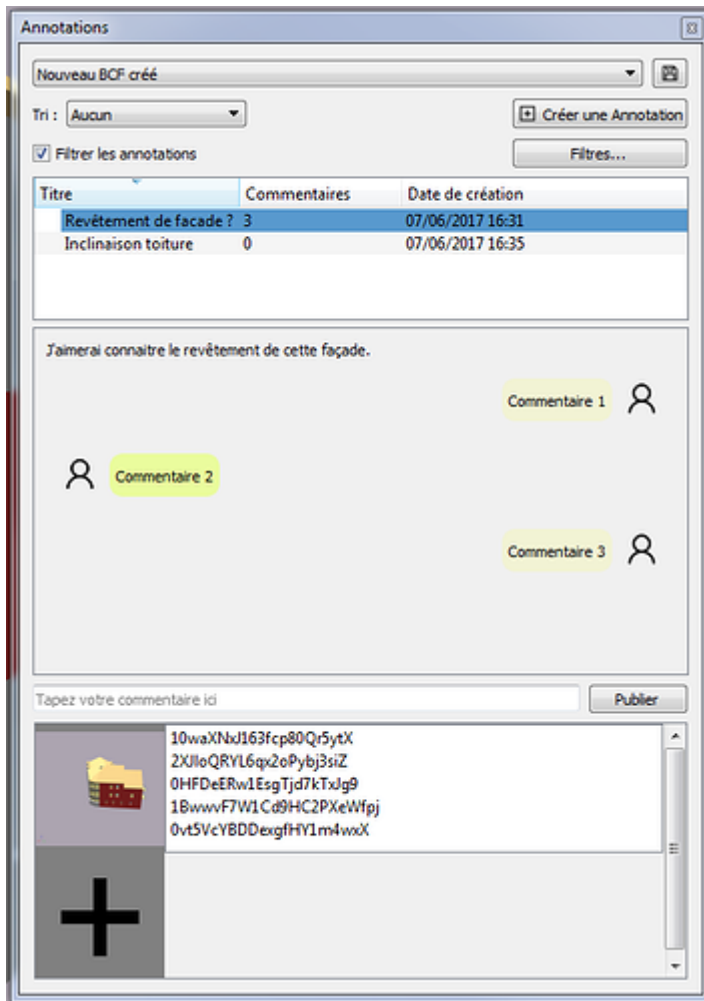 Annotations
Nouveau BCF créé
Tri : Aucun
Créer une Annotation
Filtrer les annotations
Filtres...
Titre Commentaires Date de création
Revêtement de facade ? 3 07/06/2017 16:31
Inclinaison toiture 0 07/06/2017 16:35
J'aimerai connaitre le revêtement de cette façade.
Commentaire 1
Commentaire 2
Commentaire 3
Tapez votre commentaire ici
Publier
10waXNxJ163fcp80Qr5ytX
2XJloQRYL6qx2oPybj3siZ
0HFDeERw1EsgTjd7kTxJg9
1BwwvF7W1Cd9HC2PXeWfpj
0vt5VcYBDDexgfHY1m4wxX